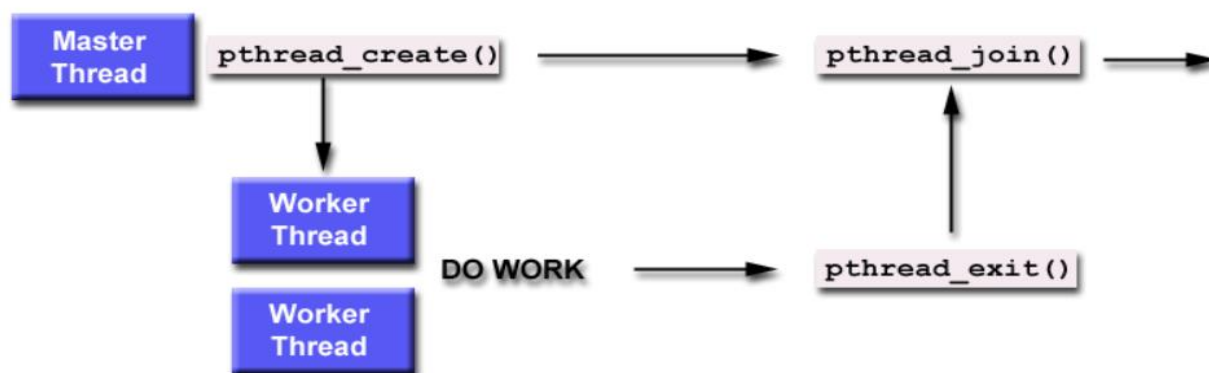 Master
Thread
pthread_create()
pthread_join()
Worker
Thread
DO WORK
pthread_exit()
Worker
Thread